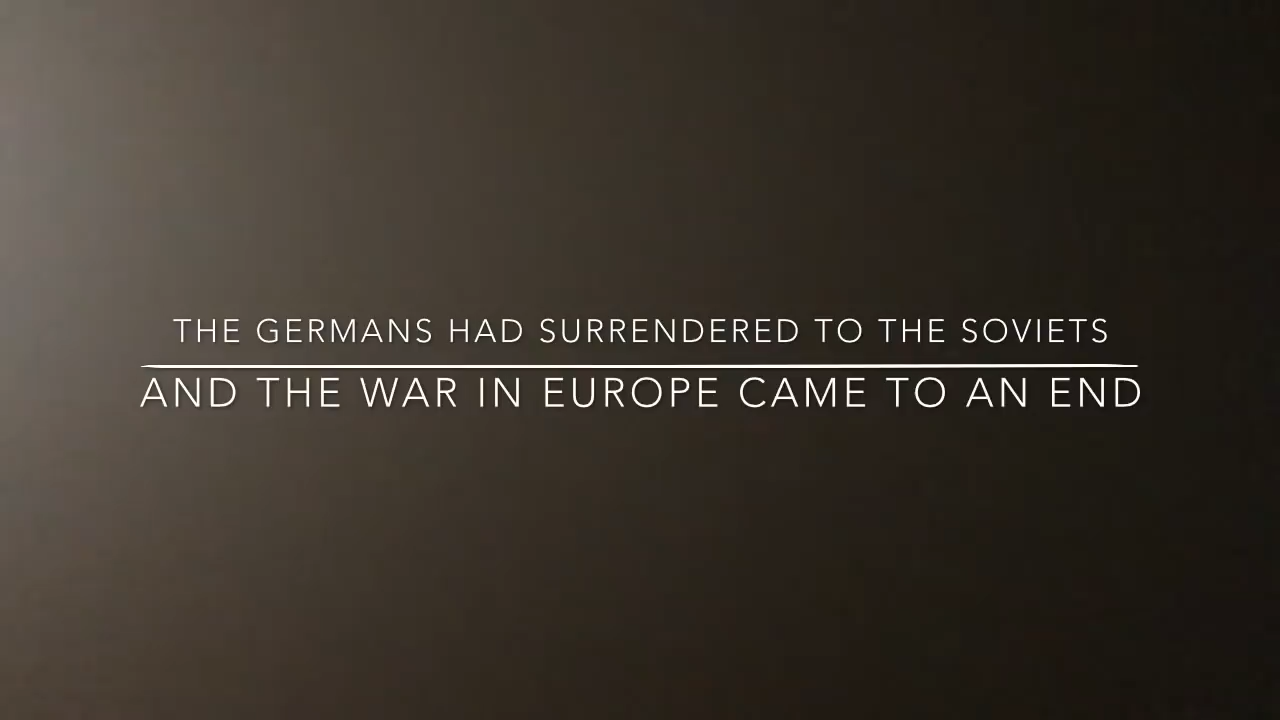 THE GERMANS HAD SURRENDERED TO THE SOVIETS
AND THE WAR IN EUROPE CAME TO AN END